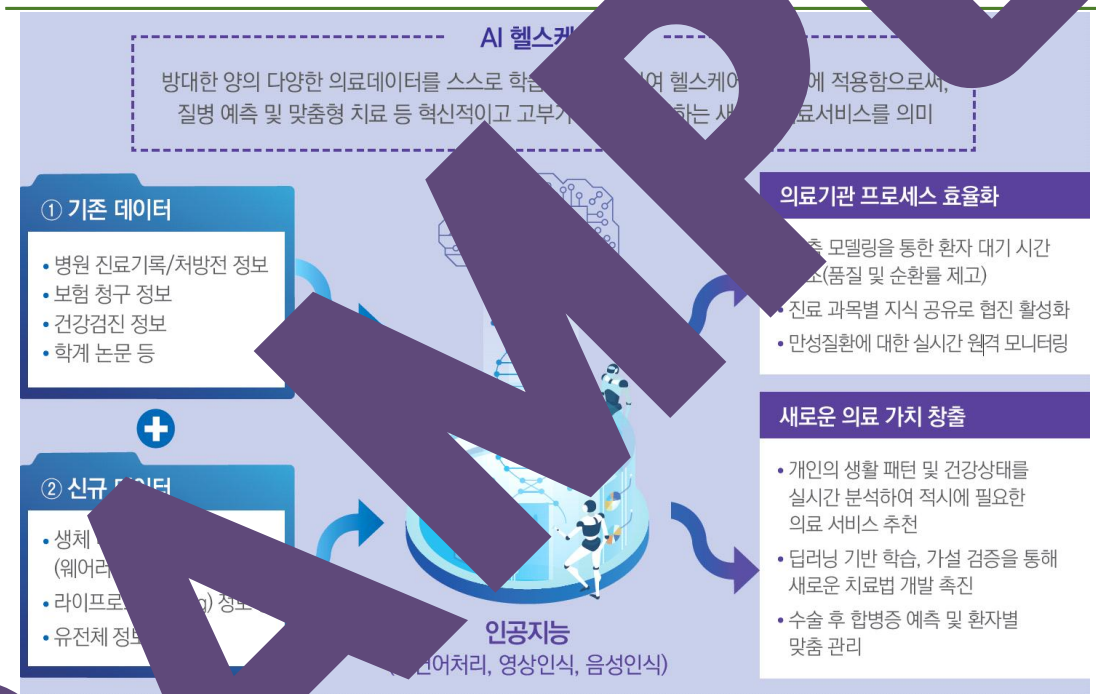 AI 헬스케
방대한 양의 다양한 의료데이터를 스스로 학습 여 헬스케어 에 적용함으로써,
질병 예측 및 맞춤형 치료 등 혁신적이고 고부가 하는 새 료서비스를 의미
① 기존 데이터
• 병원 진료기록/처방전 정보
• 보험 청구 정보
• 건강검진 정보
• 학계 논문 등
② 신규 터
• 생체
(웨어러
• 라이프로 g) 정보
• 유전체 정보
인공지능
언어처리, 영상인식, 음성인식)
의료기관 프로세스 효율화
측 모델링을 통한 환자 대기 시간
소(품질 및 순환률 제고)
• 진료 과목별 지식 공유로 협진 활성화
• 만성질환에 대한 실시간 원격 모니터링
새로운 의료 가치 창출
• 개인의 생활 패턴 및 건강상태를
실시간 분석하여 적시에 필요한
의료 서비스 추천
• 딥러닝 기반 학습, 가설 검증을 통해
새로운 치료법 개발 촉진
• 수술 후 합병증 예측 및 환자별
맞춤 관리
AMPL